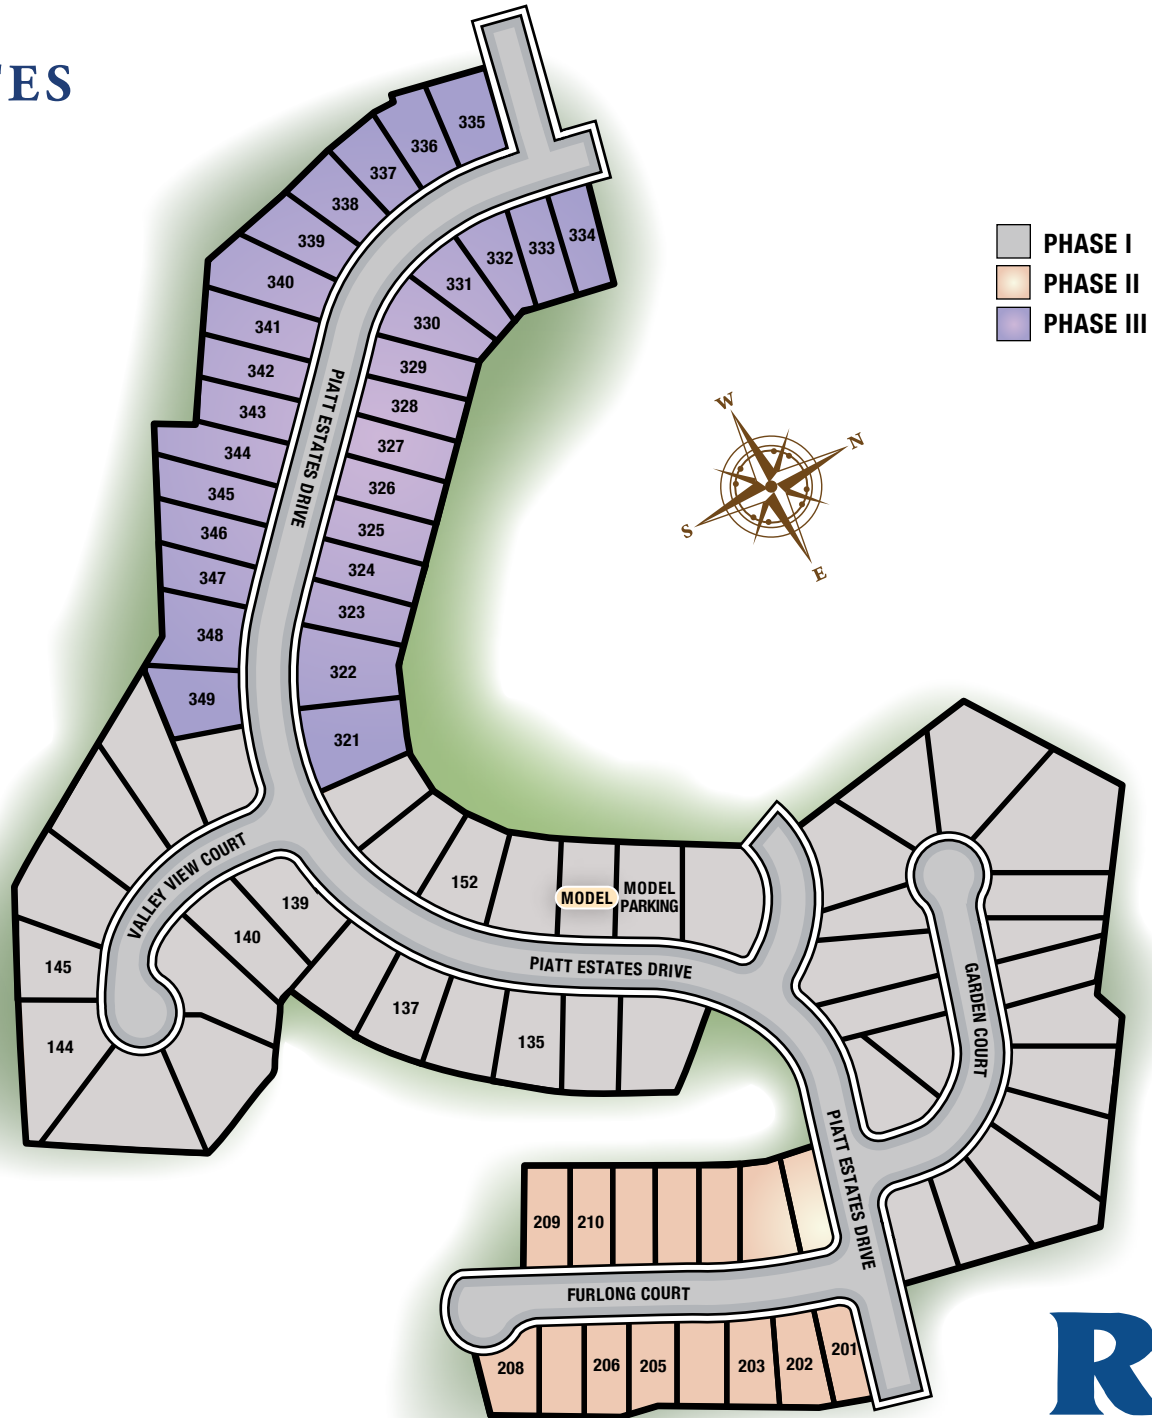 TES
335
336
337
338
339
340
341
342
343
344
345
346
347
348
349
334
333
332
331
330
329
328
327
326
325
324
323
322
321
PIATT ESTATES DRIVE
PHASE I
PHASE II
PHASE III
W
N
S
E
VALLEY VIEW COURT
139
140
145
144
152
MODEL
MODEL
PARKING
PIATT ESTATES DRIVE
137
135
GARDEN COURT
PIATT ESTATES DRIVE
209
210
FURLONG COURT
208
206
205
203
202
201
R